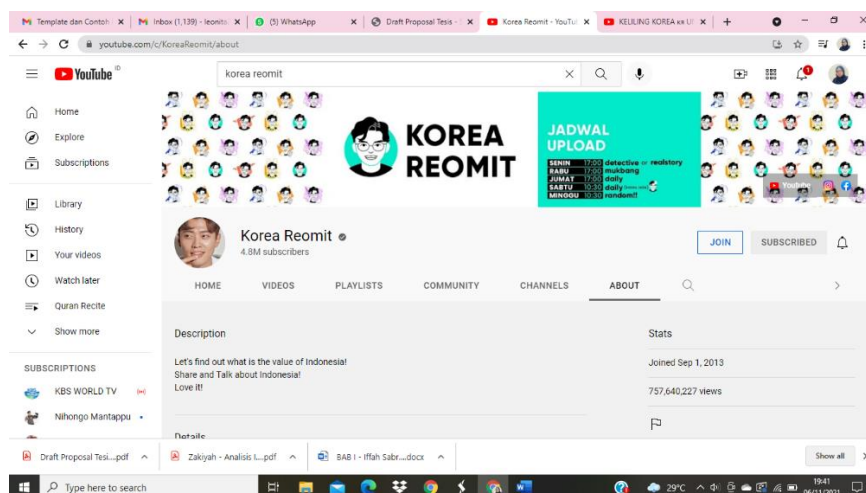 Template dan Contoh
Inbox (1,139) - leonita
(5) WhatsApp
Draft Proposal Tesis -
Korea Reomit - YouTu
KELILING KOREA
youtube.com/c/KoreaReomit/about
YouTube ID
korea reomit
Home
Explore
Subscriptions
Library
History
Your videos
Watch later
Quran Recite
Show more
SUBSCRIPTIONS
KBS WORLD TV
Nihongo Mantappu
KOREA
REOMIT
JADWAL
UPLOAD
SENIN 17:00 detective or realstory
RABU 17:00 mukbang
JUMAT 17:00 daily
SABTU 10:30 daily
MINGGU 10:30 random!!
Youtube
Korea Reomit
4.8M subscribers
JOIN
SUBSCRIBED
HOME VIDEOS PLAYLISTS COMMUNITY CHANNELS ABOUT
Description
Let's find out what is the value of Indonesia!
Share and Talk about Indonesia!
Love it!
Details
Stats
Joined Sep 1, 2013
757,640,227 views
Draft Proposal Tesi....pdf
Zakiyah - Analisis I....pdf
BAB I - Iffah Sabr....docx
Show all
Type here to search
29°C
19:41
06/11/2021